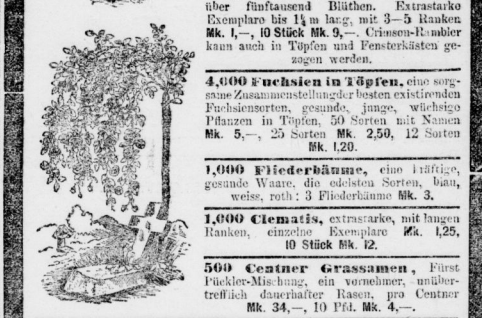 über fünftausend Blüthen. Extrastarke
Exemplare bis 1¼ m lang, mit 3—5 Ranken
Mk. 1,—, 10 Stück Mk. 9,—. Crimson-Rambler
kann auch in Töpfen und Fensterkästen ge-
zogen werden.
4,000 Fuchsien in Töpfen, eine sorg-
same Zusammenstellung der besten existirenden
Fuchsiensorten, gesunde, junge, wüchsige
Pflanzen in Töpfen, 50 Sorten mit Namen
Mk. 5,—, 25 Sorten Mk. 2,50, 12 Sorten
Mk. 1,20.
1,000 Fliederbäume, eine kräftige,
gesunde Waare, die edelsten Sorten, blau,
weiss, roth: 3 Fliederbäume Mk. 3.
1,000 Clematis, extrastarke, mit langen
Ranken, einzelne Exemplare Mk. 1,25,
10 Stück Mk. 12.
500 Centner Grassamen, Fürst
Pückler-Mischung, ein vornehmer, unüber-
trefflich dauerhafter Rasen, pro Centner
Mk. 34,—, 10 Pfd. Mk. 4,—.